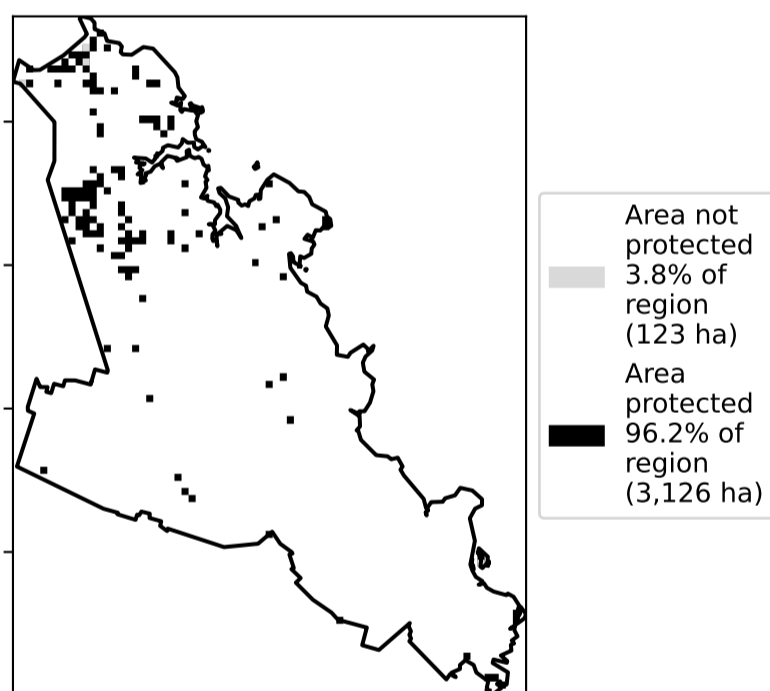 Area not
protected
3.8% of
region
(123 ha)
Area
protected
96.2% of
region
(3,126 ha)